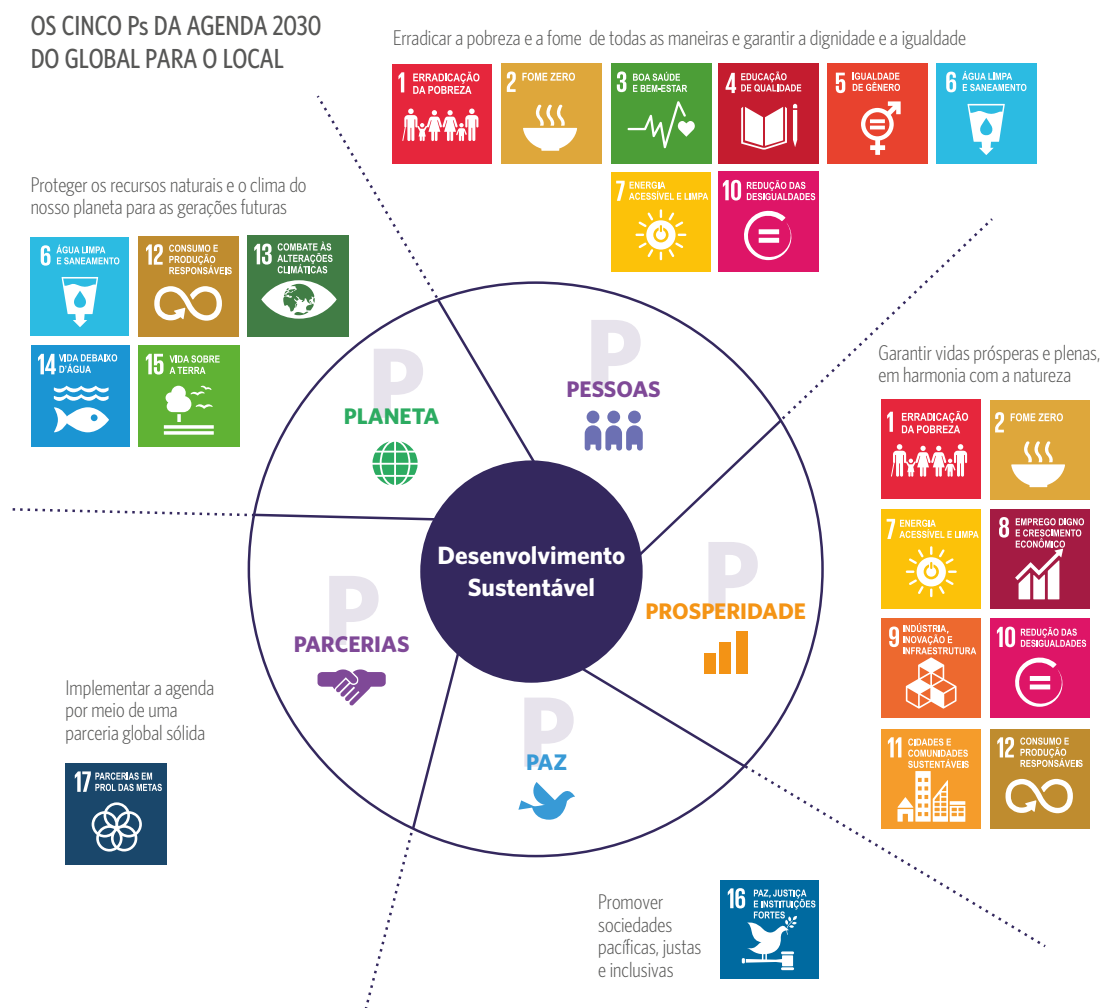 OS CINCO Ps DA AGENDA 2030
DO GLOBAL PARA O LOCAL
Erradicar a pobreza e a fome de todas as maneiras e garantir a dignidade e a igualdade
1 ERRADICAÇÃO
DA POBREZA
2 FOME ZERO
3 BOA SAÚDE
E BEM-ESTAR
4 EDUCAÇÃO
DE QUALIDADE
5 IGUALDADE
DE GÊNERO
6 ÁGUA LIMPA
E SANEAMENTO
7 ENERGIA
ACESSÍVEL E LIMPA
10 REDUÇÃO DAS
DESIGUALDADES
Proteger os recursos naturais e o clima do
nosso planeta para as gerações futuras
6 ÁGUA LIMPA
E SANEAMENTO
12 CONSUMO E
PRODUÇÃO
RESPONSÁVEIS
13 COMBATE ÀS
ALTERAÇÕES
CLIMÁTICAS
14 VIDA DEBAIXO
D'ÁGUA
15 VIDA SOBRE
A TERRA
P
PLANETA
P
PESSOAS
Garantir vidas prósperas e plenas,
em harmonia com a natureza
1 ERRADICAÇÃO
DA POBREZA
2 FOME ZERO
7 ENERGIA
ACESSÍVEL E LIMPA
8 EMPREGO DIGNO
E CRESCIMENTO
ECONÔMICO
9 INDÚSTRIA,
INOVAÇÃO E
INFRAESTRUTURA
10 REDUÇÃO DAS
DESIGUALDADES
11 CIDADES E
COMUNIDADES
SUSTENTÁVEIS
12 CONSUMO E
PRODUÇÃO
RESPONSÁVEIS
Desenvolvimento
Sustentável
P
PROSPERIDADE
P
PARCERIAS
P
PAZ
Implementar a agenda
por meio de uma
parceria global sólida
17 PARCERIAS EM
PROL DAS METAS
Promover
sociedades
pacíficas, justas
e inclusivas
16 PAZ, JUSTIÇA
E INSTITUIÇÕES
FORTES